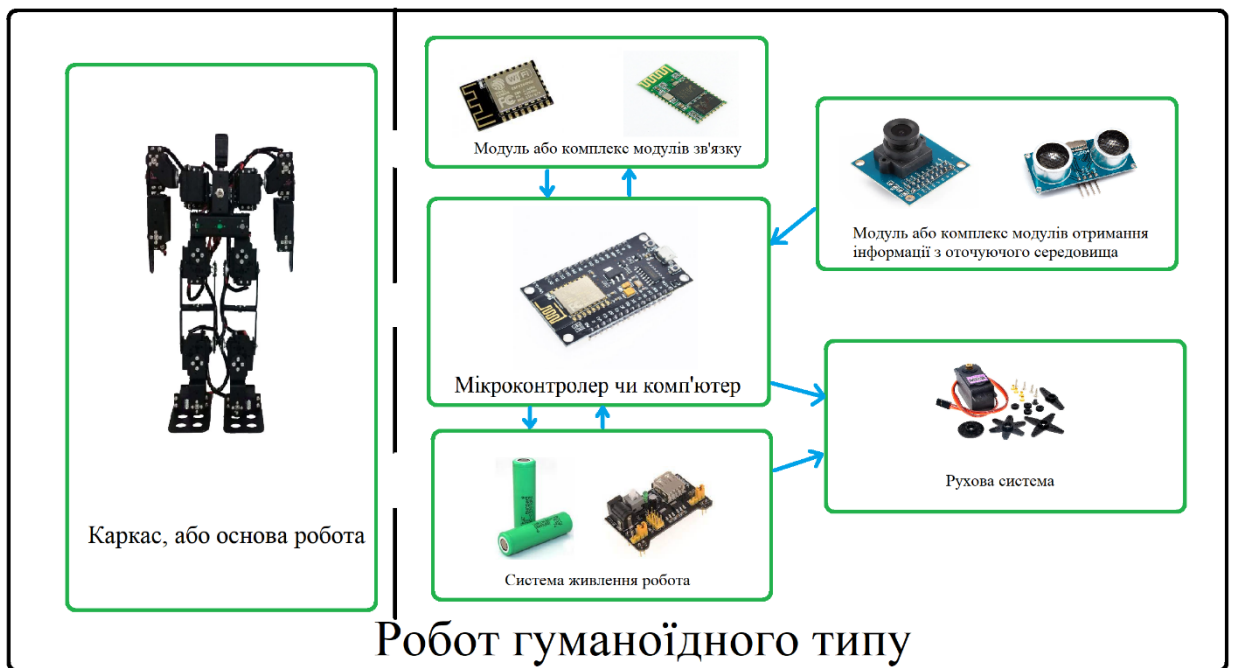 Каркас, або основа робота
Модуль або комплекс модулів зв'язку
Модуль або комплекс модулів отримання
інформації з оточуючого середовища
Мікроконтролер чи комп'ютер
Рухова система
Система живлення робота
Робот гуманоїдного типу